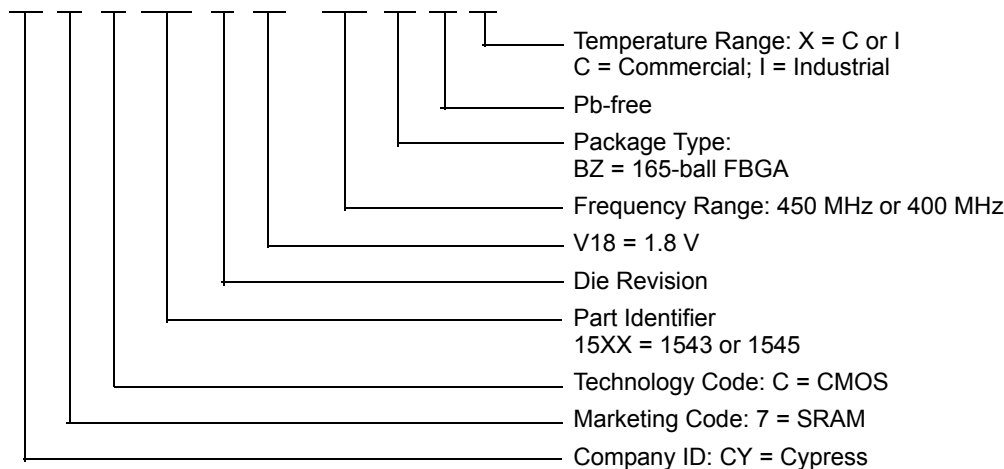 Temperature Range: X = C or I
C = Commercial; I = Industrial
Pb-free
Package Type:
BZ = 165-ball FBGA
Frequency Range: 450 MHz or 400 MHz
V18 = 1.8 V
Die Revision
Part Identifier
15XX = 1543 or 1545
Technology Code: C = CMOS
Marketing Code: 7 = SRAM
Company ID: CY = Cypress